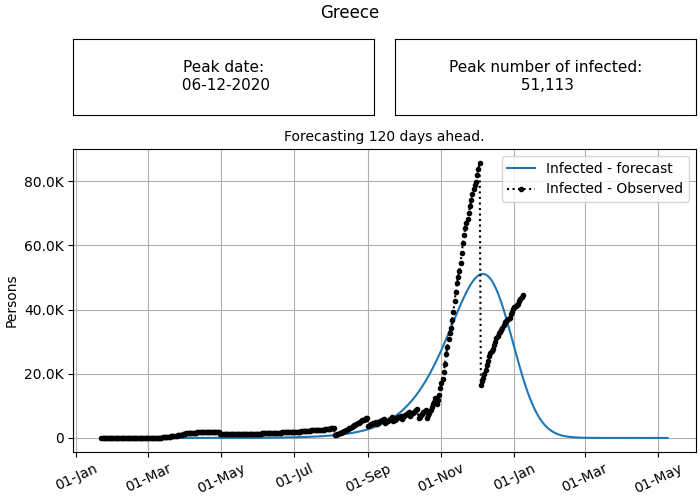 Greece
Peak date:
06-12-2020
Peak number of infected:
51,113
Forecasting 120 days ahead.
Infected - forecast
Infected - Observed
Persons
80.0K
60.0K
40.0K
20.0K
0
01-Jan
01-Mar
01-May
01-Jul
01-Sep
01-Nov
01-Jan
01-Mar
01-May